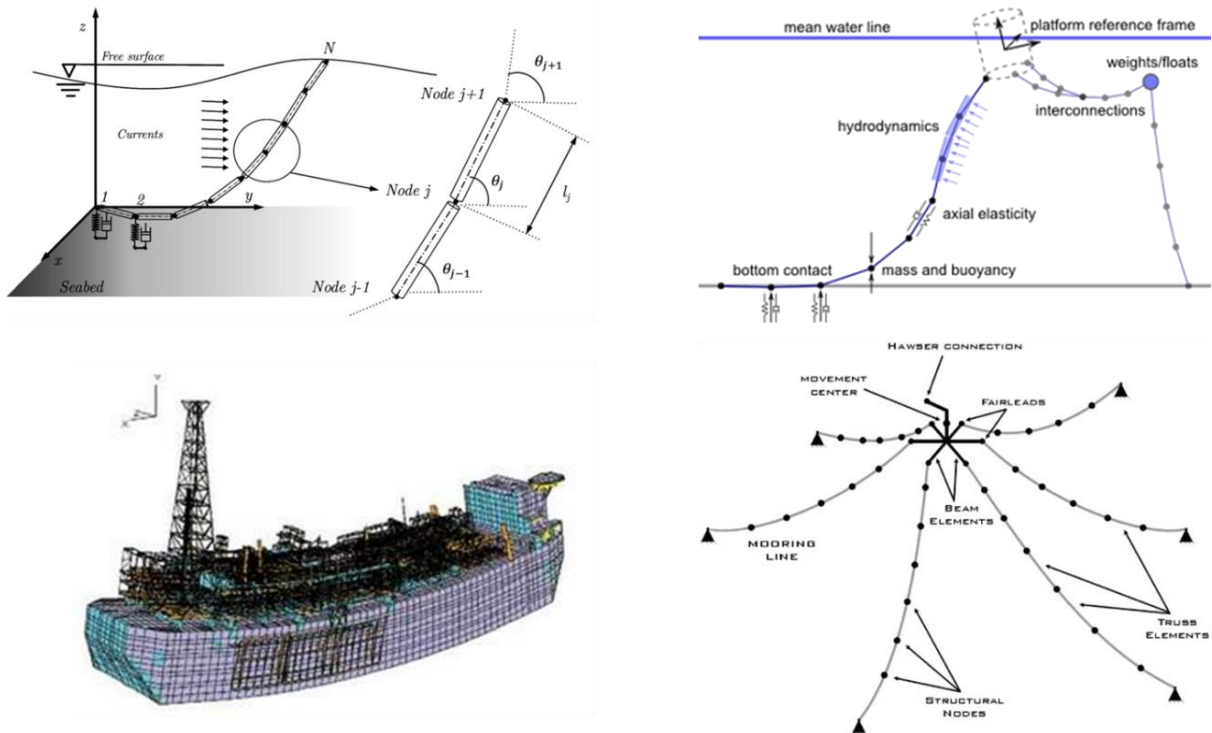 z
Free surface
N
Currents
1
2
y
x
Seabed
Node j+1
Node j
Node j-1
θj+1
θj
θj-1
lj
mean water line
platform reference frame
weights/floats
interconnections
hydrodynamics
axial elasticity
bottom contact
mass and buoyancy
Y
X
HAWSER CONNECTION
MOVEMENT
CENTER
FAIRLEADS
BEAM
ELEMENTS
MOORING
LINE
TRUSS
ELEMENTS
STRUCTURAL
NODES